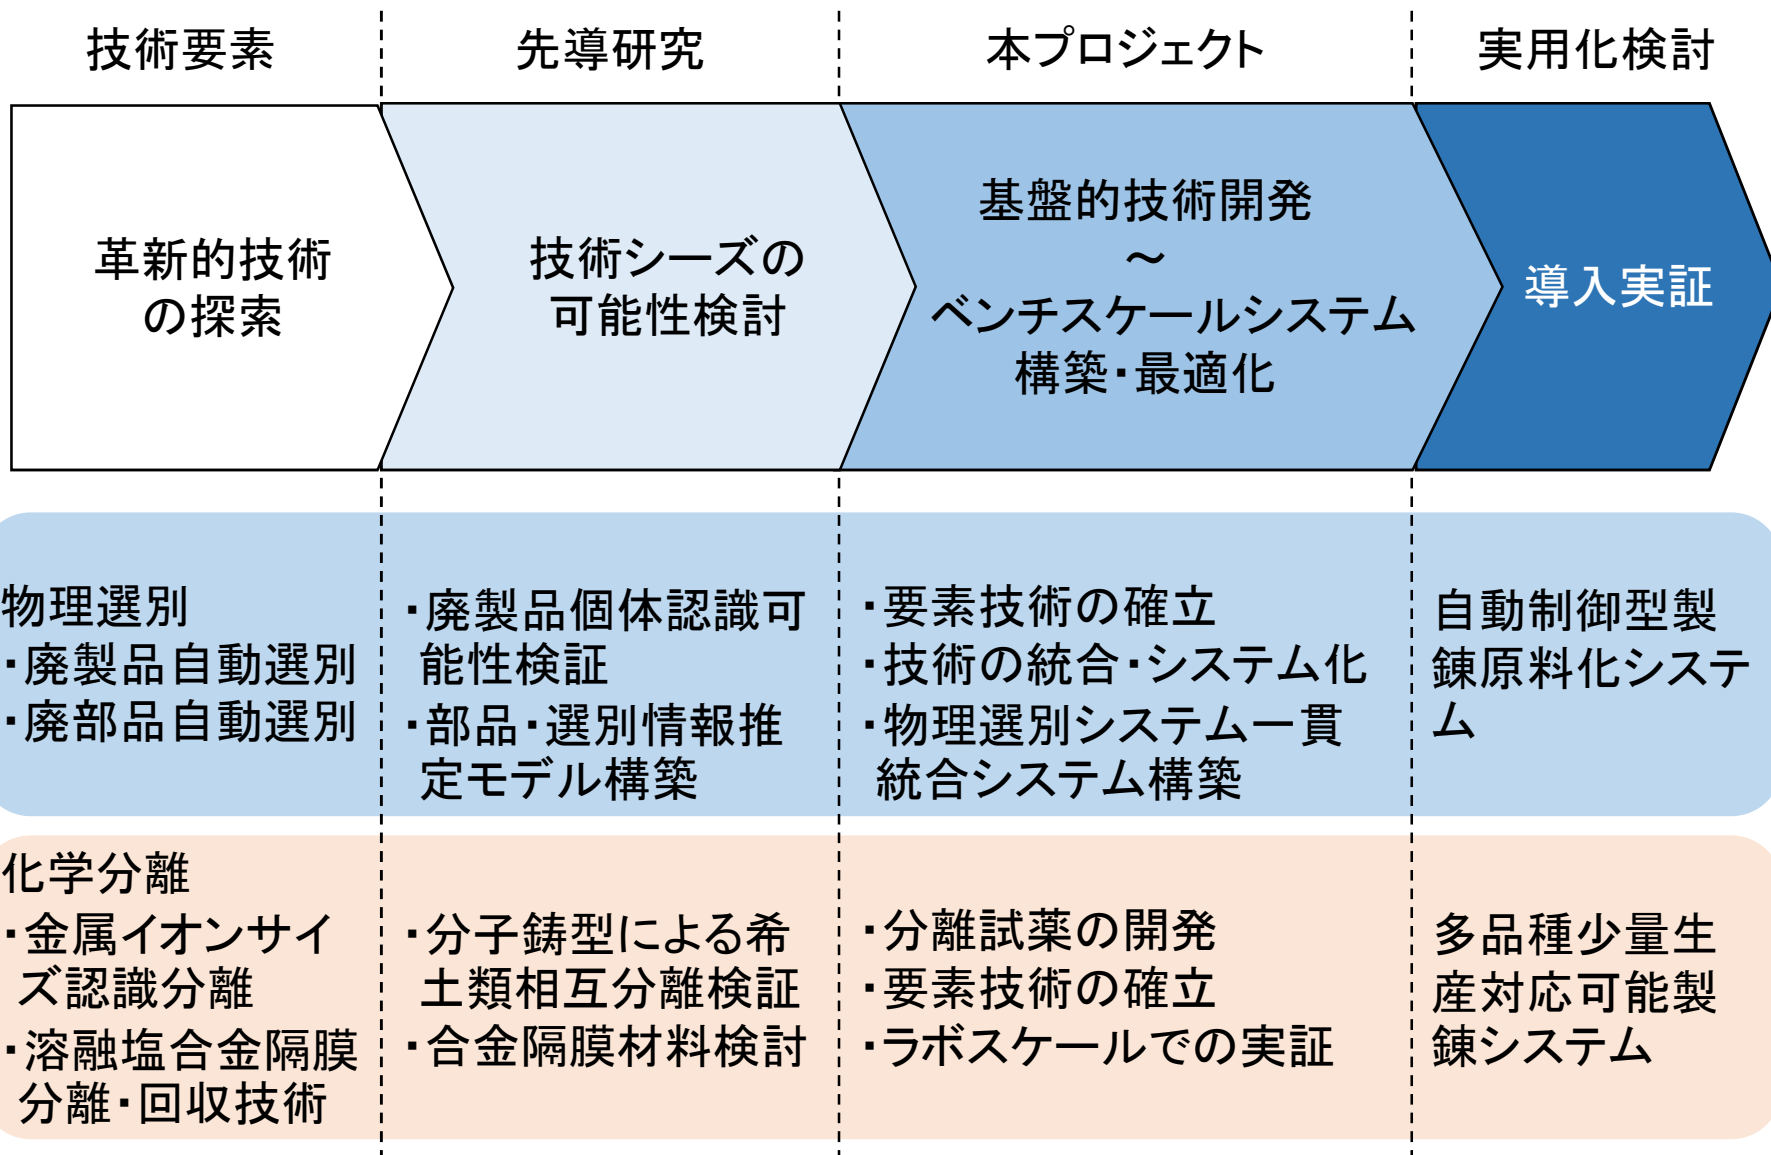 技術要素
先導研究
本プロジェクト
実用化検討
革新的技術
の探索
技術シーズの
可能性検討
基盤的技術開発
～
ベンチスケールシステム
構築・最適化
導入実証
物理選別
・廃製品自動選別
・廃部品自動選別
・廃製品個体認識可
能性検証
・部品・選別情報推
定モデル構築
・要素技術の確立
・技術の統合・システム化
・物理選別システム一貫
統合システム構築
自動制御型製
錬原料化システ
ム
化学分離
・金属イオンサイ
ズ認識分離
・溶融塩合金隔膜
分離・回収技術
・分子鋳型による希
土類相互分離検証
・合金隔膜材料検討
・分離試薬の開発
・要素技術の確立
・ラボスケールでの実証
多品種少量生
産対応可能製
錬システム